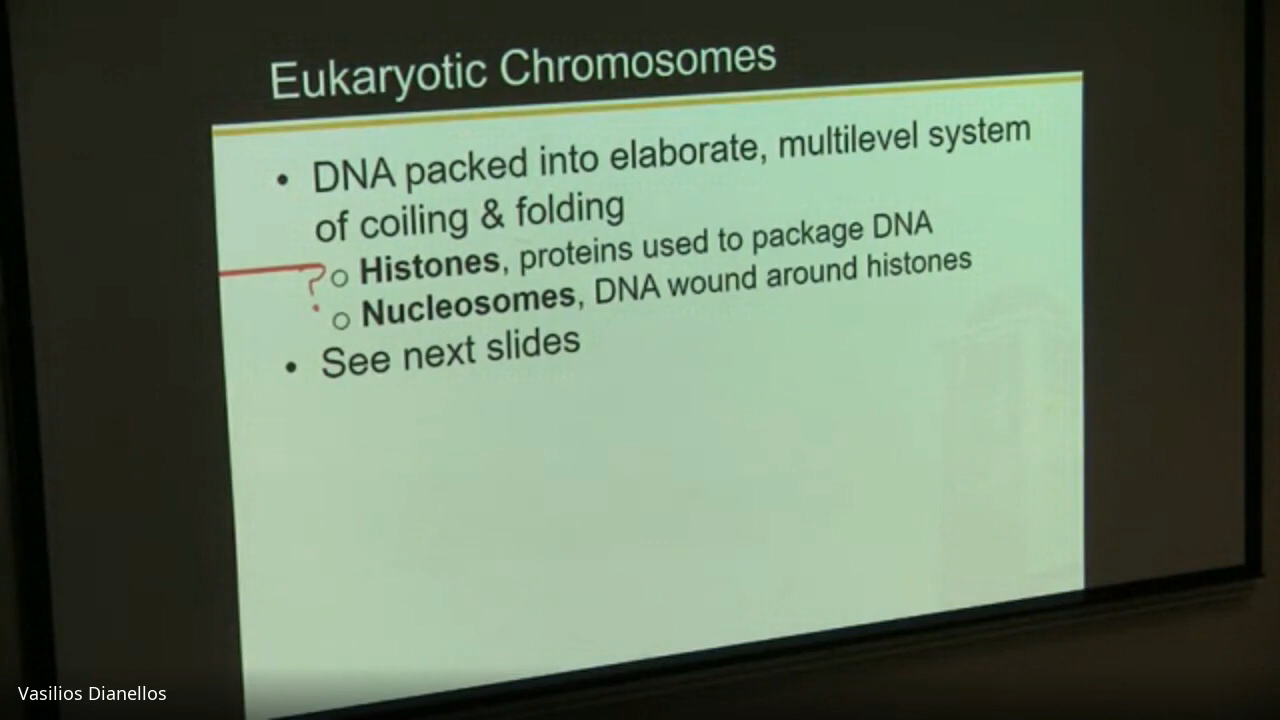 Eukaryotic Chromosomes
• DNA packed into elaborate, multilevel system
of coiling & folding
o Histones, proteins used to package DNA
o Nucleosomes, DNA wound around histones
• See next slides
?
Vasilios Dianellos